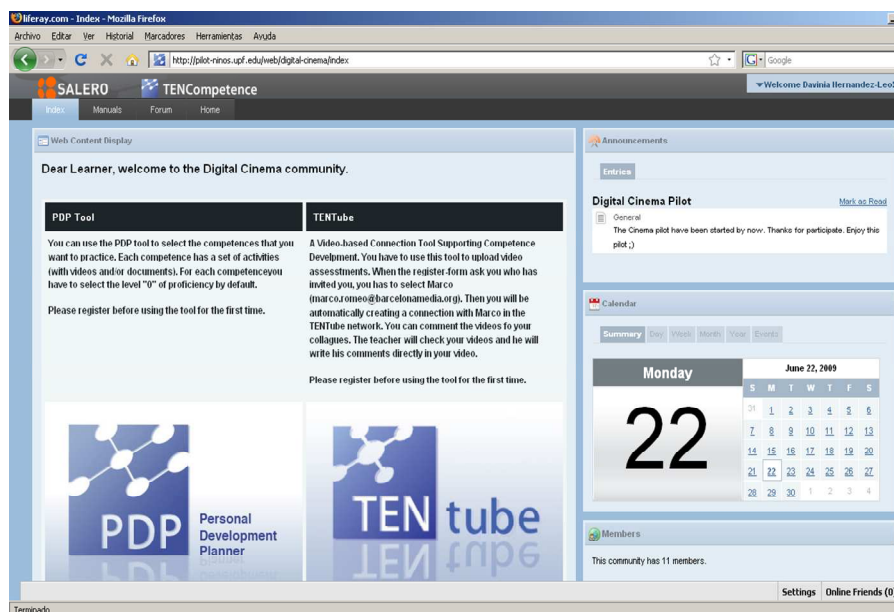 liferay.com - Index - Mozilla Firefox
Archivo Editar Ver Historial Marcadores Herramientas Ayuda
http://pilot-ninos.upf.edu/web/digital-cinema/index
G Google
SALERO TENCompetence
Welcome Davinia Hernandez-Leo
Index Manuals Forum Home
Web Content Display
Dear Learner, welcome to the Digital Cinema community.
PDP Tool
You can use the PDP tool to select the competences that you
want to practice. Each competence has a set of activities
(with videos and/or documents). For each competenceyou
have to select the level "0" of proficiency by default.
Please register before using the tool for the first time.
PDP
Personal
Development
Planner
TENTube
A Video-based Connection Tool Supporting Competence
Develpment. You have to use this tool to upload video
assesstments. When the register-form ask you who has
invited you, you has to select Marco
(marco.romeo@barcelonamedia.org). Then you will be
automatically creating a connection with Marco in the
TENTube network. You can comment the videos fo your
collagues. The teacher will check your videos and he will
write his comments directly in your video.
Please register before using the tool for the first time.
TEN tube
Announcements
Entries
Digital Cinema Pilot Mark as Read
General
The Cinema pilot have been started by now. Thanks for participate. Enjoy this
pilot ;)
Calendar
Summary Day Week Month Year Events
Monday
22
June 22, 2009
S M T W T F S
31 1 2 3 4 5 6
7 8 9 10 11 12 13
14 15 16 17 18 19 20
21 22 23 24 25 26 27
28 29 30 1 2 3 4
Members
This community has 11 members.
Settings Online Friends (0)
Terminado